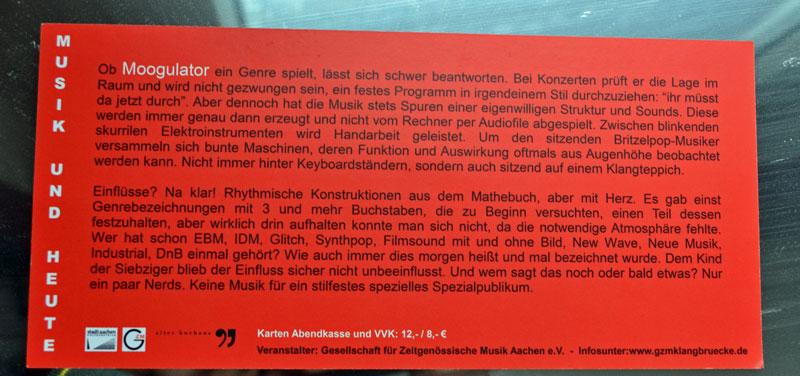 MUSIK UND HEUTE
Ob Moogulator ein Genre spielt, lässt sich schwer beantworten. Bei Konzerten prüft er die Lage im
Raum und wird nicht gezwungen sein, ein festes Programm in irgendeinem Stil durchzuziehen: "ihr müsst
da jetzt durch". Aber dennoch hat die Musik stets Spuren einer eigenwilligen Struktur und Sounds. Diese
werden immer genau dann erzeugt und nicht vom Rechner per Audiofile abgespielt. Zwischen blinkenden
skurrilen Elektroinstrumenten wird Handarbeit geleistet. Um den sitzenden Britzelpop-Musiker
versammeln sich bunte Maschinen, deren Funktion und Auswirkung oftmals aus Augenhöhe beobachtet
werden kann. Nicht immer hinter Keyboardständern, sondern auch sitzend auf einem Klangteppich.
Einflüsse? Na klar! Rhythmische Konstruktionen aus dem Mathebuch, aber mit Herz. Es gab einst
Genrebezeichnungen mit 3 und mehr Buchstaben, die zu Beginn versuchten, einen Teil dessen
festzuhalten, aber wirklich drin aufhalten konnte man sich nicht, da die notwendige Atmosphäre fehlte.
Wer hat schon EBM, IDM, Glitch, Synthpop, Filmsound mit und ohne Bild, New Wave, Neue Musik,
Industrial, DnB einmal gehört? Wie auch immer dies morgen heißt und mal bezeichnet wurde. Dem Kind
der Siebziger blieb der Einfluss sicher nicht unbeeinflusst. Und wem sagt das noch oder bald etwas? Nur
ein paar Nerds. Keine Musik für ein stilfestes spezielles Spezialpublikum.
stadt aachen
alter kurhaus
Karten Abendkasse und VVK: 12,- / 8,- €
Veranstalter: Gesellschaft für Zeitgenössische Musik Aachen e.V. - Infosunter:www.gzmklangbruecke.de